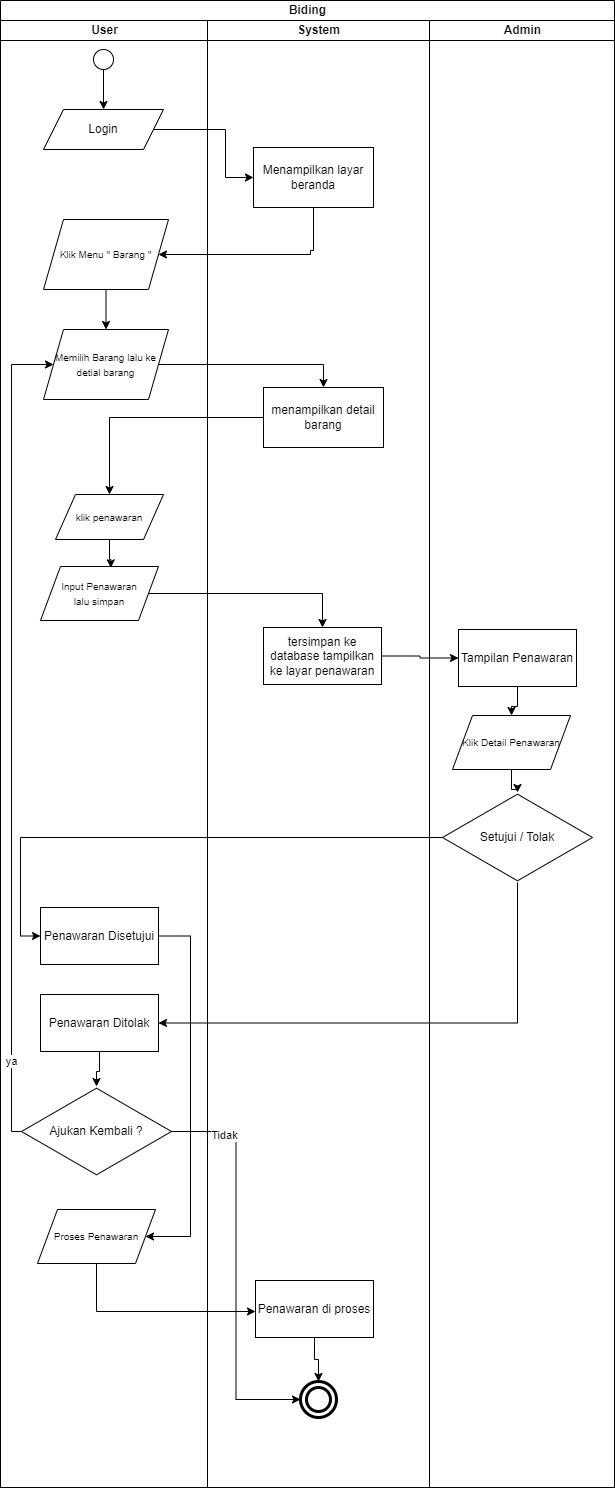 Biding
User
System
Admin
Login
Menampilkan layar
beranda
Klik Menu " Barang "
Memilih Barang lalu ke
detial barang
menampilkan detail
barang
klik penawaran
Input Penawaran
lalu simpan
tersimpan ke
database tampilkan
ke layar penawaran
Tampilan Penawaran
Klik Detail Penawaran
Setujui / Tolak
Penawaran Disetujui
Penawaran Ditolak
ya
Ajukan Kembali ?
Tidak
Proses Penawaran
Penawaran di proses